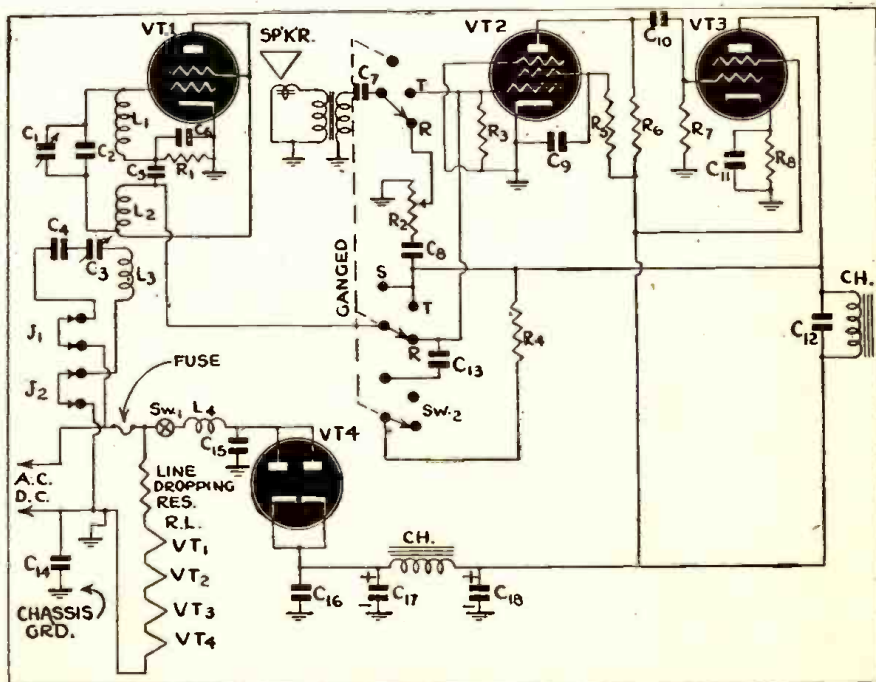 VT1
SP'K'R.
VT2
VT3
C7
T
R
C10
C1
C2
L1
C6
R1
C5
L2
R3
C9
R5
R6
R7
C11
R8
R2
C8
C4
C3
L3
GANGED
S
T
R
C13
R4
CH.
C12
J1
J2
FUSE
SW.1
L4
C15
VT4
SW.2
A.C.
D.C.
LINE
DROPPING
RES.
R.L.
VT1
VT2
VT3
VT4
C14
CHASSIS
GRD.
C16
C17
CH.
C18
+
-
+
-